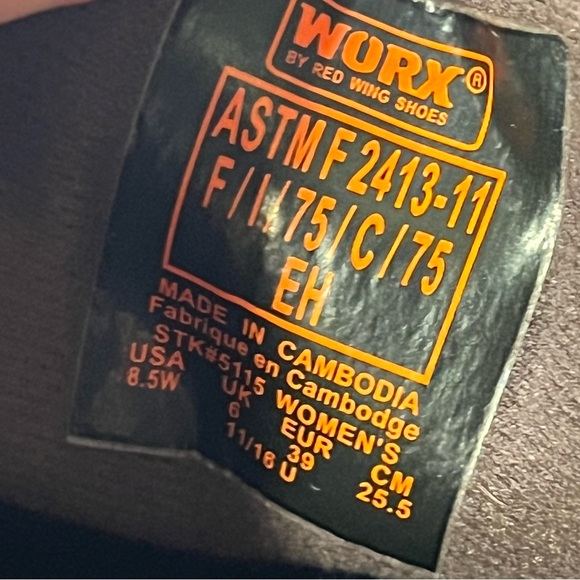 WORX®
BY RED WING SHOES
ASTM F 2413-11
F/I/75/C/75
EH
MADE IN CAMBODIA
Fabrique en Cambodge
STK#5115 WOMEN'S
USA UK EUR CM
8.5W 6 39 25.5
11/16 U